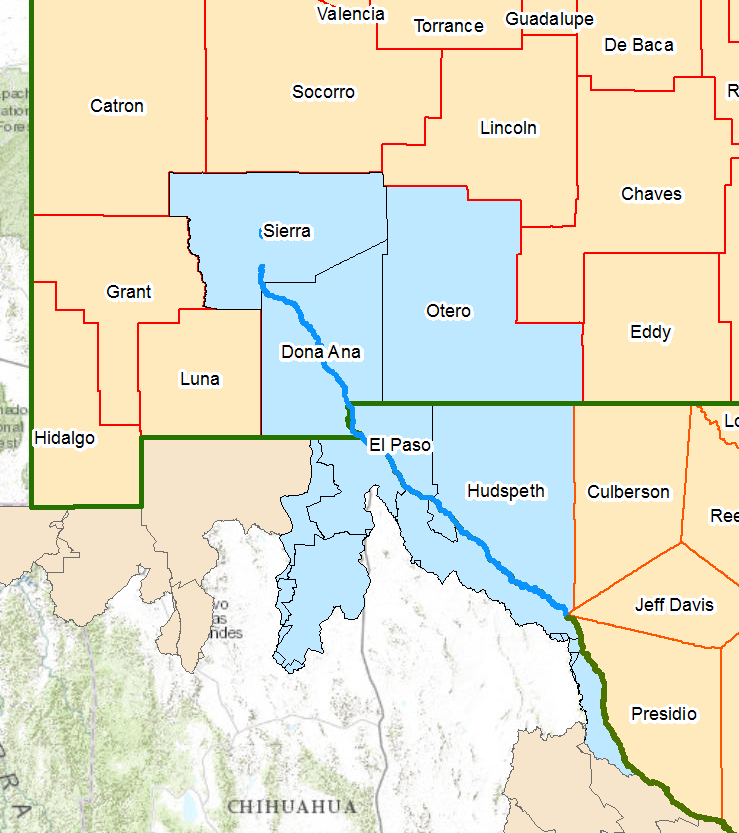 Valencia
Torrance
Guadalupe
De Baca
Catron
Socorro
Lincoln
Chaves
Sierra
Grant
Otero
Eddy
Dona Ana
Luna
Hidalgo
El Paso
Hudspeth
Culberson
Jeff Davis
Presidio
CHIHUAHUA